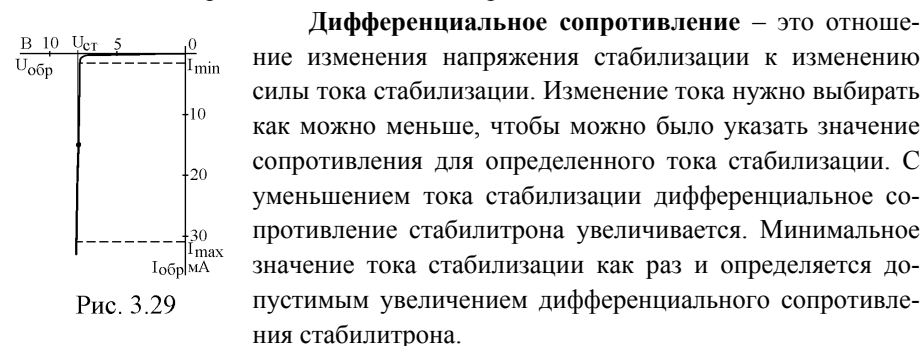 Дифференциальное сопротивление – это отноше-
ние изменения напряжения стабилизации к изменению
силы тока стабилизации. Изменение тока нужно выбирать
как можно меньше, чтобы можно было указать значение
сопротивления для определенного тока стабилизации. С
уменьшением тока стабилизации дифференциальное со-
противление стабилитрона увеличивается. Минимальное
значение тока стабилизации как раз и определяется до-
пустимым увеличением дифференциального сопротивле-
ния стабилитрона.
В 10 Uст 5 0
Uобр Imin
10
20
30
Imax
Iобр мА
Рис. 3.29